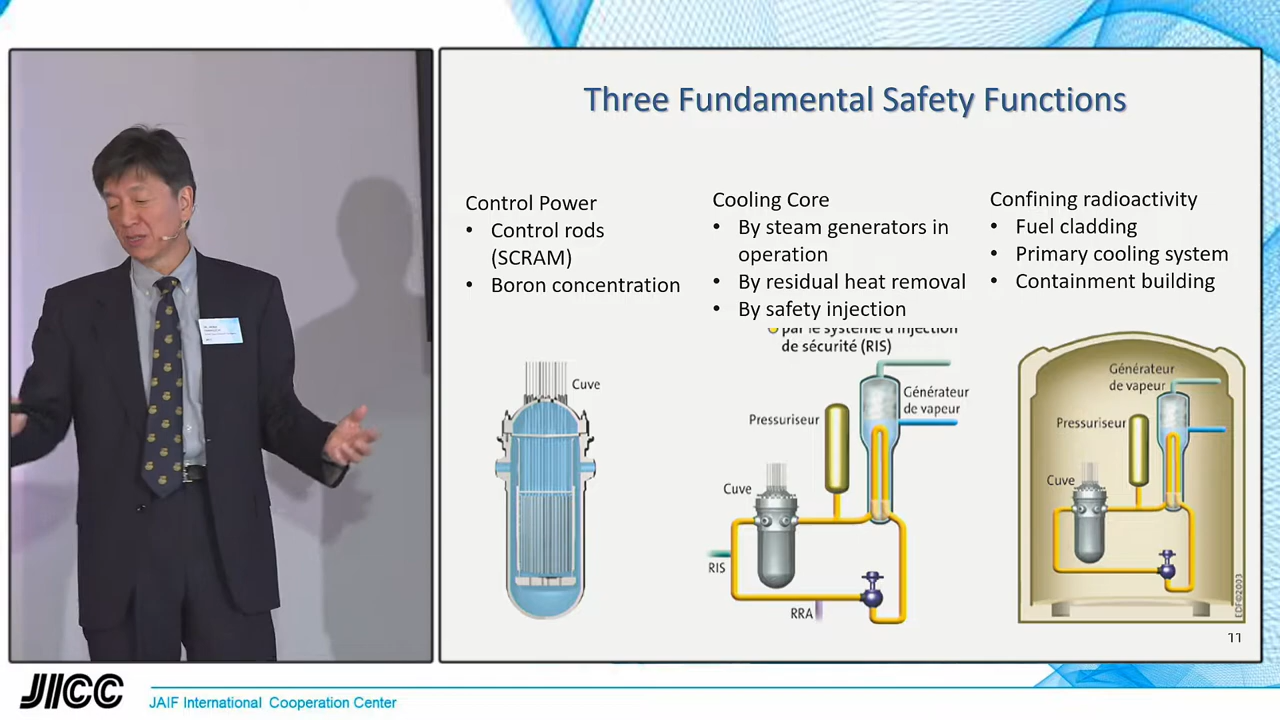 Three Fundamental Safety Functions
Control Power
• Control rods
(SCRAM)
• Boron concentration
Cooling Core
• By steam generators in
operation
• By residual heat removal
• By safety injection
Confining radioactivity
• Fuel cladding
• Primary cooling system
• Containment building
Cuve
par le système d'injection
de sécurité (RIS)
Générateur
de vapeur
Pressuriseur
Cuve
RIS
RRA
Générateur
de vapeur
Pressuriseur
Cuve
EDF©2003
11
JICC
JAIF International Cooperation Center